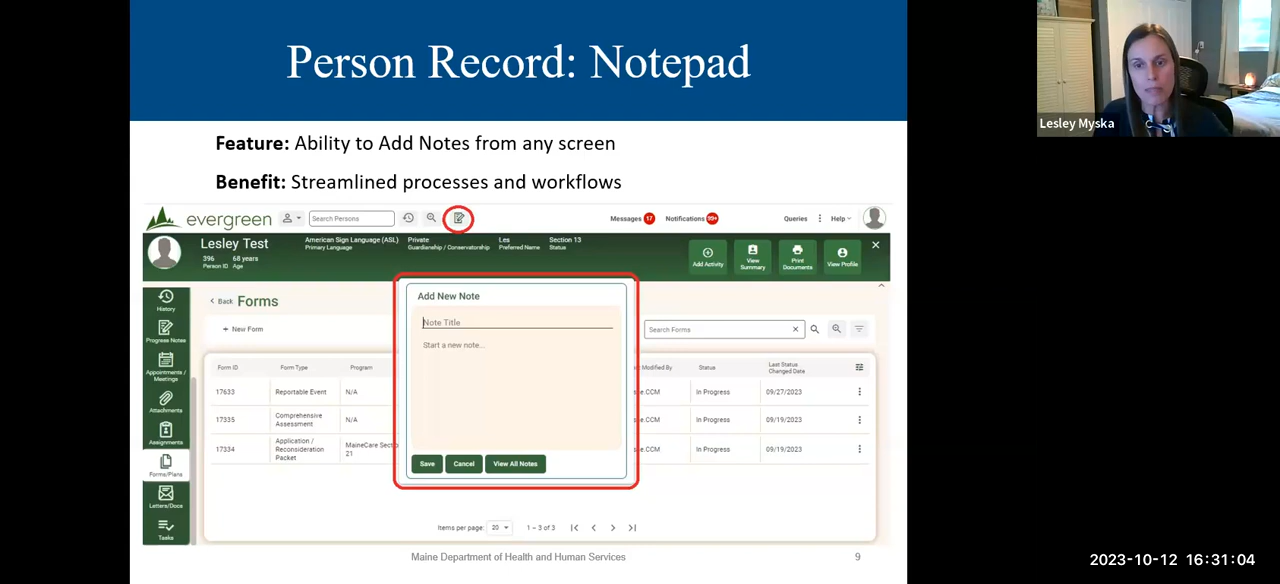 Person Record: Notepad
Lesley Myska
Feature: Ability to Add Notes from any screen
Benefit: Streamlined processes and workflows
evergreen
Search Persons
Messages 17 Notifications 99+
Queries
Help
Lesley Test
396 68 years
Person ID Age
American Sign Language (ASL)
Primary Language
Private
Guardianship / Conservatorship
Les
Preferred Name
Section 13
Status
Add Activity
View Summary
Print Documents
View Profile
History
Progress Notes
Appointments / Meetings
Attachments
Assignments
Forms/Plans
Letters/Docs
Tasks
Back Forms
+ New Form
Search Forms
Add New Note
Note Title
Start a new note...
Save Cancel View All Notes
Form ID Form Type Program Modified By Status Last Status Changed Date
17633 Reportable Event N/A .CCM In Progress 09/27/2023
17335 Comprehensive Assessment N/A .CCM In Progress 09/19/2023
17334 Application / Reconsideration Packet MaineCare 21 .CCM In Progress 09/19/2023
Items per page: 20 1 – 3 of 3
Maine Department of Health and Human Services
9
2023-10-12 16:31:04